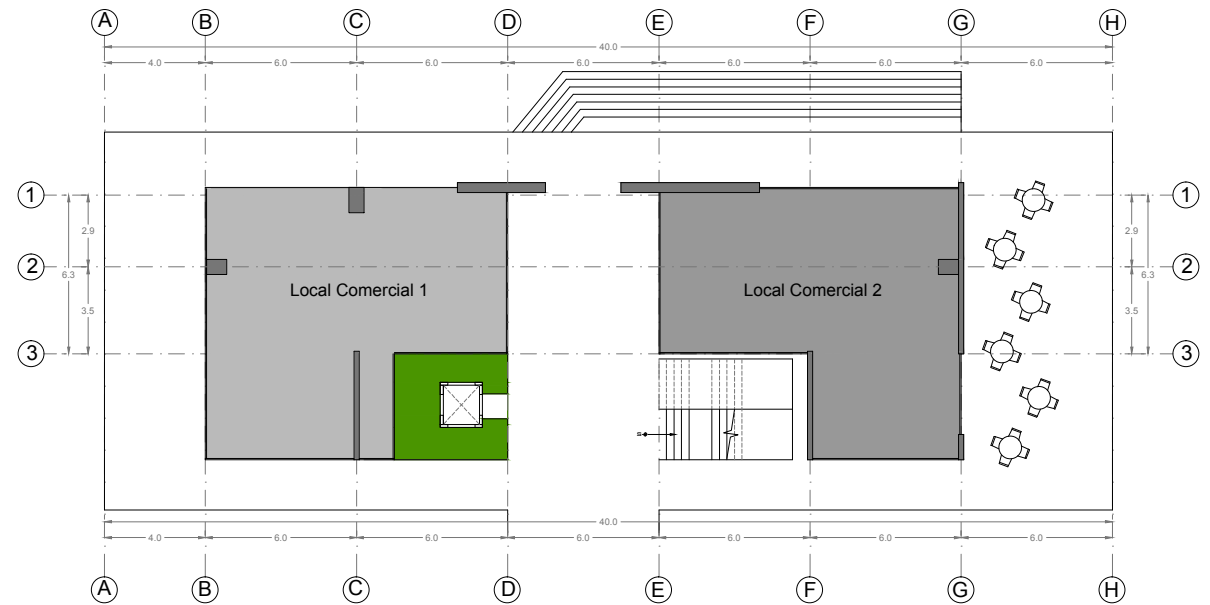 A B C D E F G H
40.0
4.0 6.0 6.0 6.0 6.0 6.0 6.0
1 1
2.9 2.9
2 6.3 6.3 2
Local Comercial 1 Local Comercial 2
3.5 3.5
3 3
s
40.0
4.0 6.0 6.0 6.0 6.0 6.0 6.0
A B C D E F G H